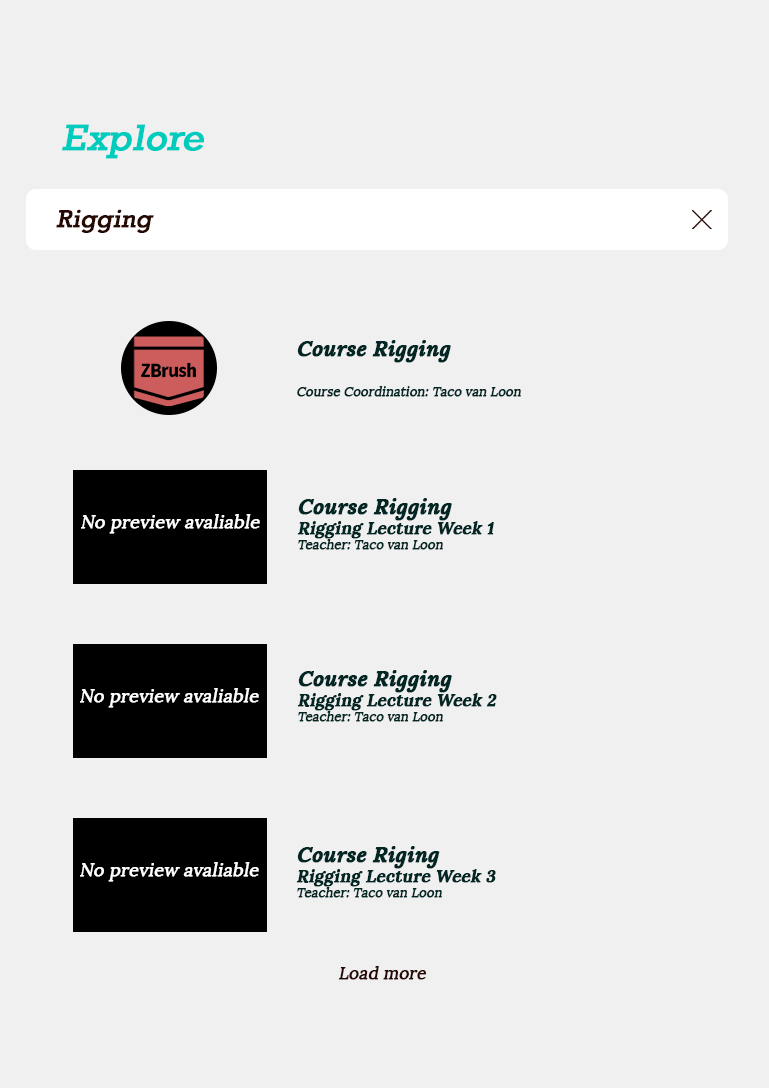 Explore
Rigging
ZBrush
Course Rigging
Course Coordination: Taco van Loon
No preview avaliable
Course Rigging
Rigging Lecture Week 1
Teacher: Taco van Loon
No preview avaliable
Course Rigging
Rigging Lecture Week 2
Teacher: Taco van Loon
No preview avaliable
Course Riging
Rigging Lecture Week 3
Teacher: Taco van Loon
Load more